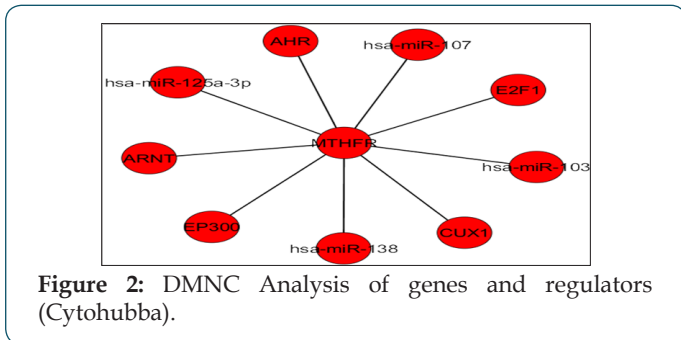 AHR
hsa-miR-107
hsa-miR-125a-3p
E2F1
MTHFR
ARNT
hsa-miR-103
EP300
CUX1
hsa-miR-138
Figure 2: DMNC Analysis of genes and regulators
(Cytohubba).